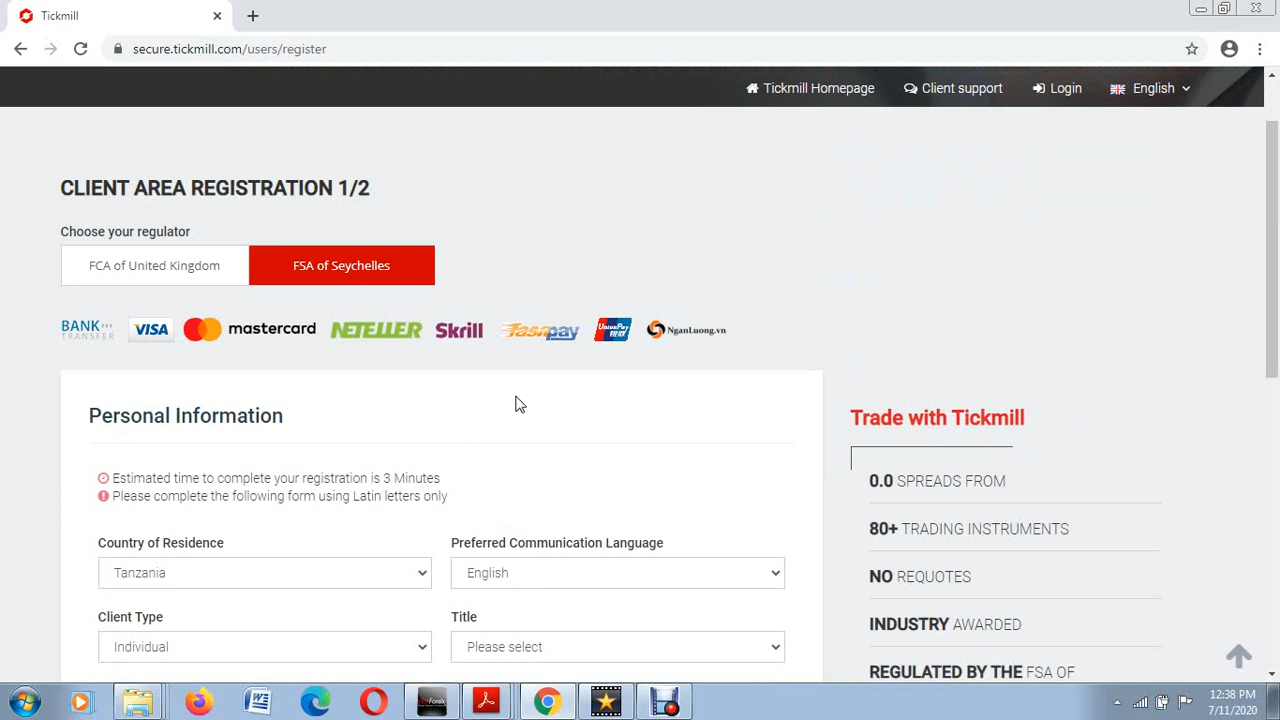 Tickmill
secure.tickmill.com/users/register
Tickmill Homepage Client support Login English
CLIENT AREA REGISTRATION 1/2
Choose your regulator
FCA of United Kingdom FSA of Seychelles
BANK TRANSFER VISA mastercard NETELLER Skrill fasapay UnionPay 银联 NganLuong.vn
Personal Information
Estimated time to complete your registration is 3 Minutes
Please complete the following form using Latin letters only
Country of Residence Preferred Communication Language
Tanzania English
Client Type Title
Individual Please select
Trade with Tickmill
0.0 SPREADS FROM
80+ TRADING INSTRUMENTS
NO REQUOTES
INDUSTRY AWARDED
REGULATED BY THE FSA OF
12:38 PM
7/11/2020